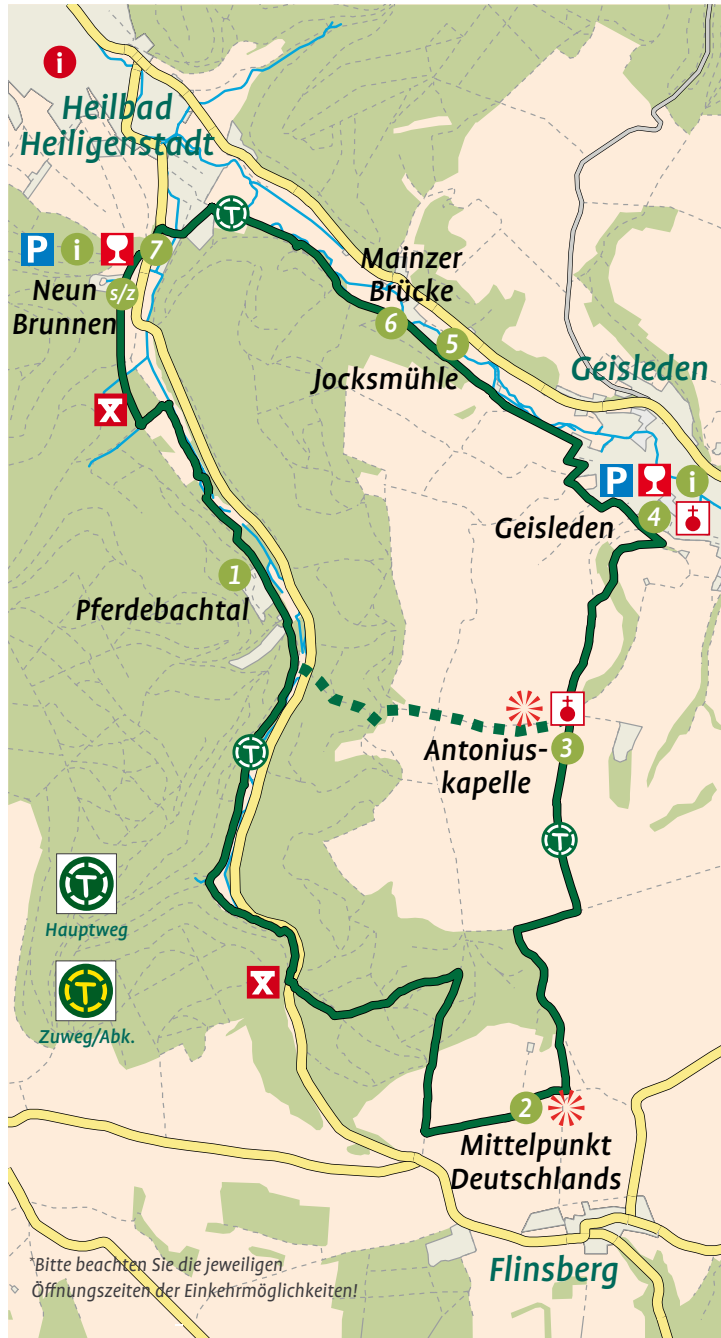 i
Heilbad
Heiligenstadt
T
P i 7
Neun s/z
Brunnen
Mainzer
Brücke
6
5
Jocksmühle
Geisleden
P i
4
Geisleden
1
Pferdebachtal
Antonius-
kapelle
3
T
T
T
Hauptweg
T
Zuweg/Abk.
2
Mittelpunkt
Deutschlands
Flinsberg
*Bitte beachten Sie die jeweiligen
Öffnungszeiten der Einkehrmöglichkeiten!